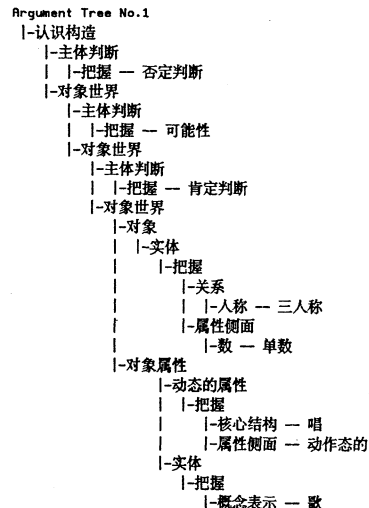 Argument Tree No.1
|-认识构造
|-主体判断
| |-把握 — 否定判断
|-对象世界
|-主体判断
| |-把握 — 可能性
|-对象世界
|-主体判断
| |-把握 — 肯定判断
|-对象世界
|-对象
| |-实体
| |-把握
| |-关系
| | |-人称 — 三人称
| |-属性侧面
| |-数 — 单数
|-对象属性
|-动态的属性
| |-把握
| |-核心结构 — 唱
| |-属性侧面 — 动作态的
|-实体
|-把握
|-概念表示 — 歌